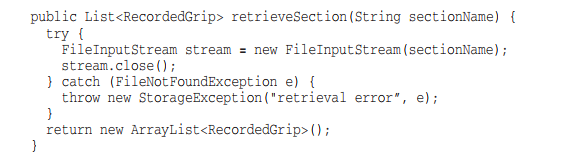 public List<RecordedGrip> retrieveSection(String sectionName) {
try {
FileInputStream stream = new FileInputStream(sectionName);
stream.close();
} catch (FileNotFoundException e) {
throw new StorageException("retrieval error", e);
}
return new ArrayList<RecordedGrip>();
}